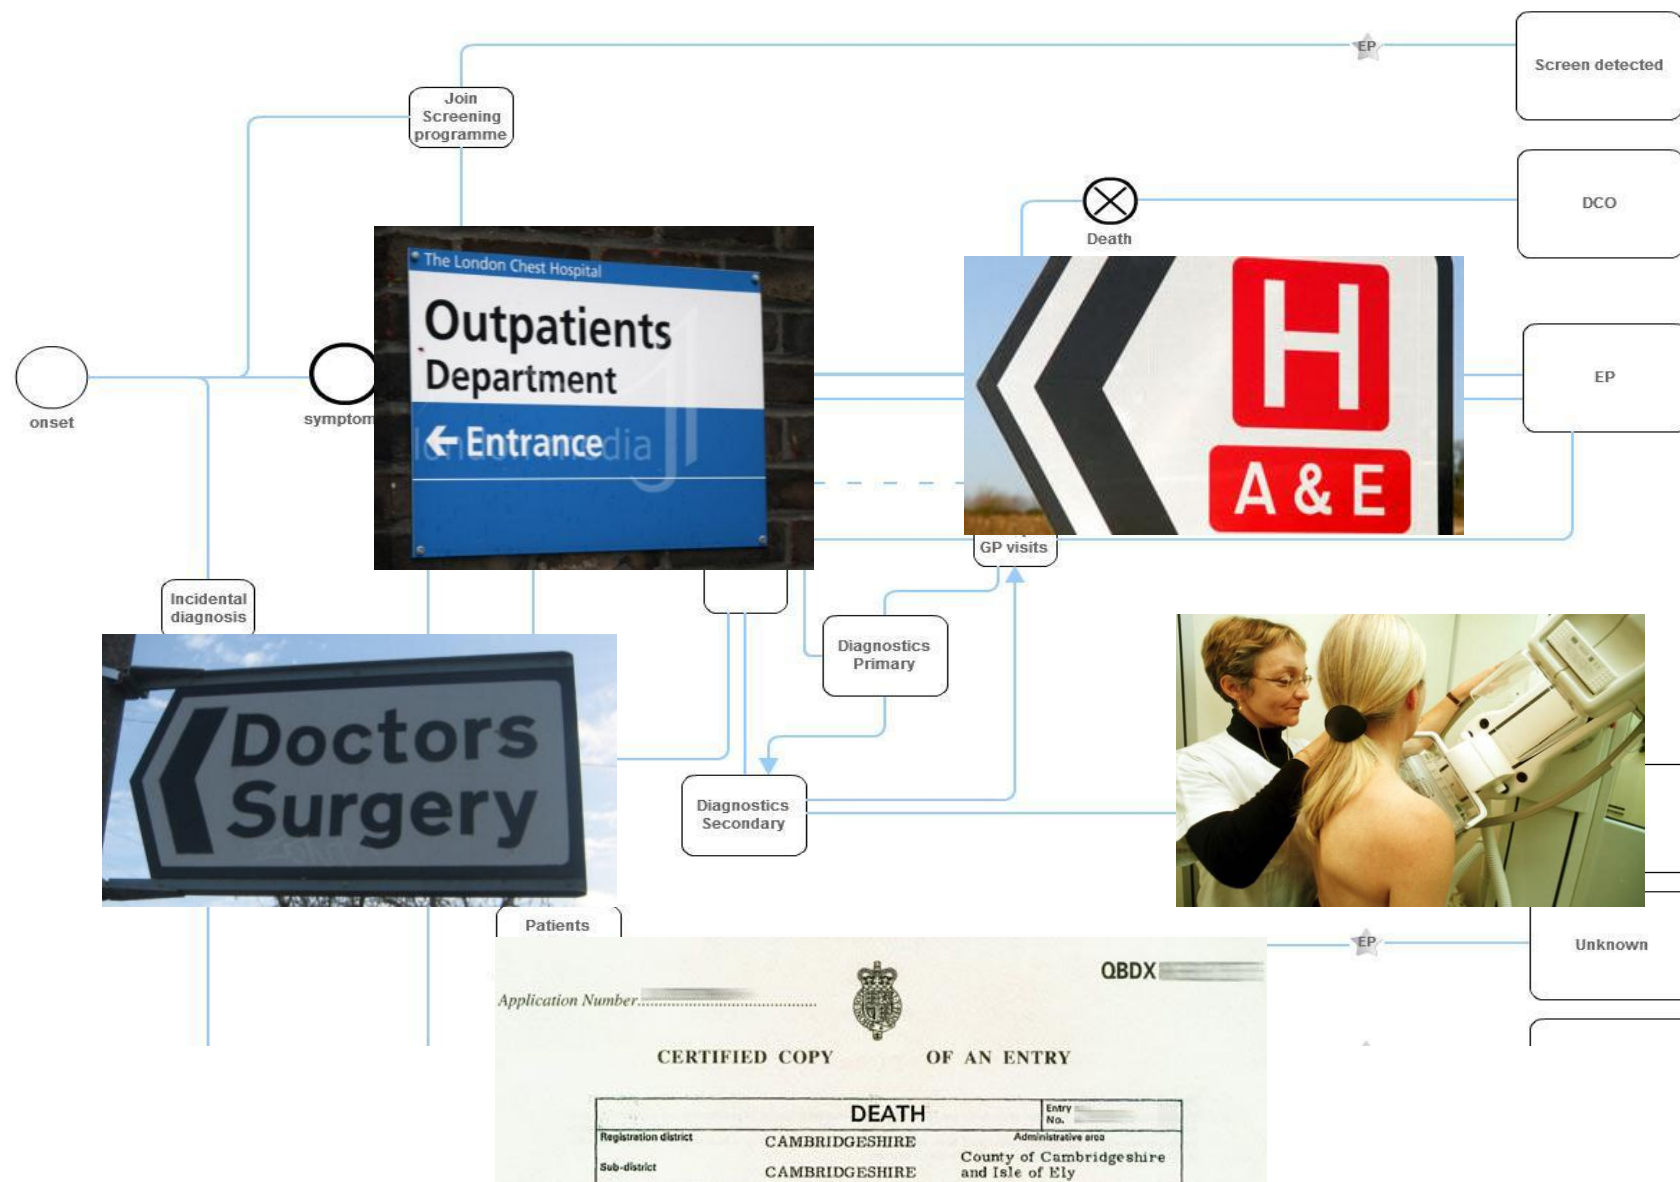 EP
Screen detected
Join
Screening
programme
DCO
Death
The London Chest Hospital
Outpatients
Department
← Entrance
H
A & E
EP
onset
symptom
GP visits
Incidental
diagnosis
Diagnostics
Primary
Doctors
Surgery
Diagnostics
Secondary
Patients
EP
Unknown
QBDX
Application Number
CERTIFIED COPY OF AN ENTRY
DEATH
Entry
No.
Registration district
CAMBRIDGESHIRE
Administrative area
Sub-district
CAMBRIDGESHIRE
County of Cambridgeshire
and Isle of Ely